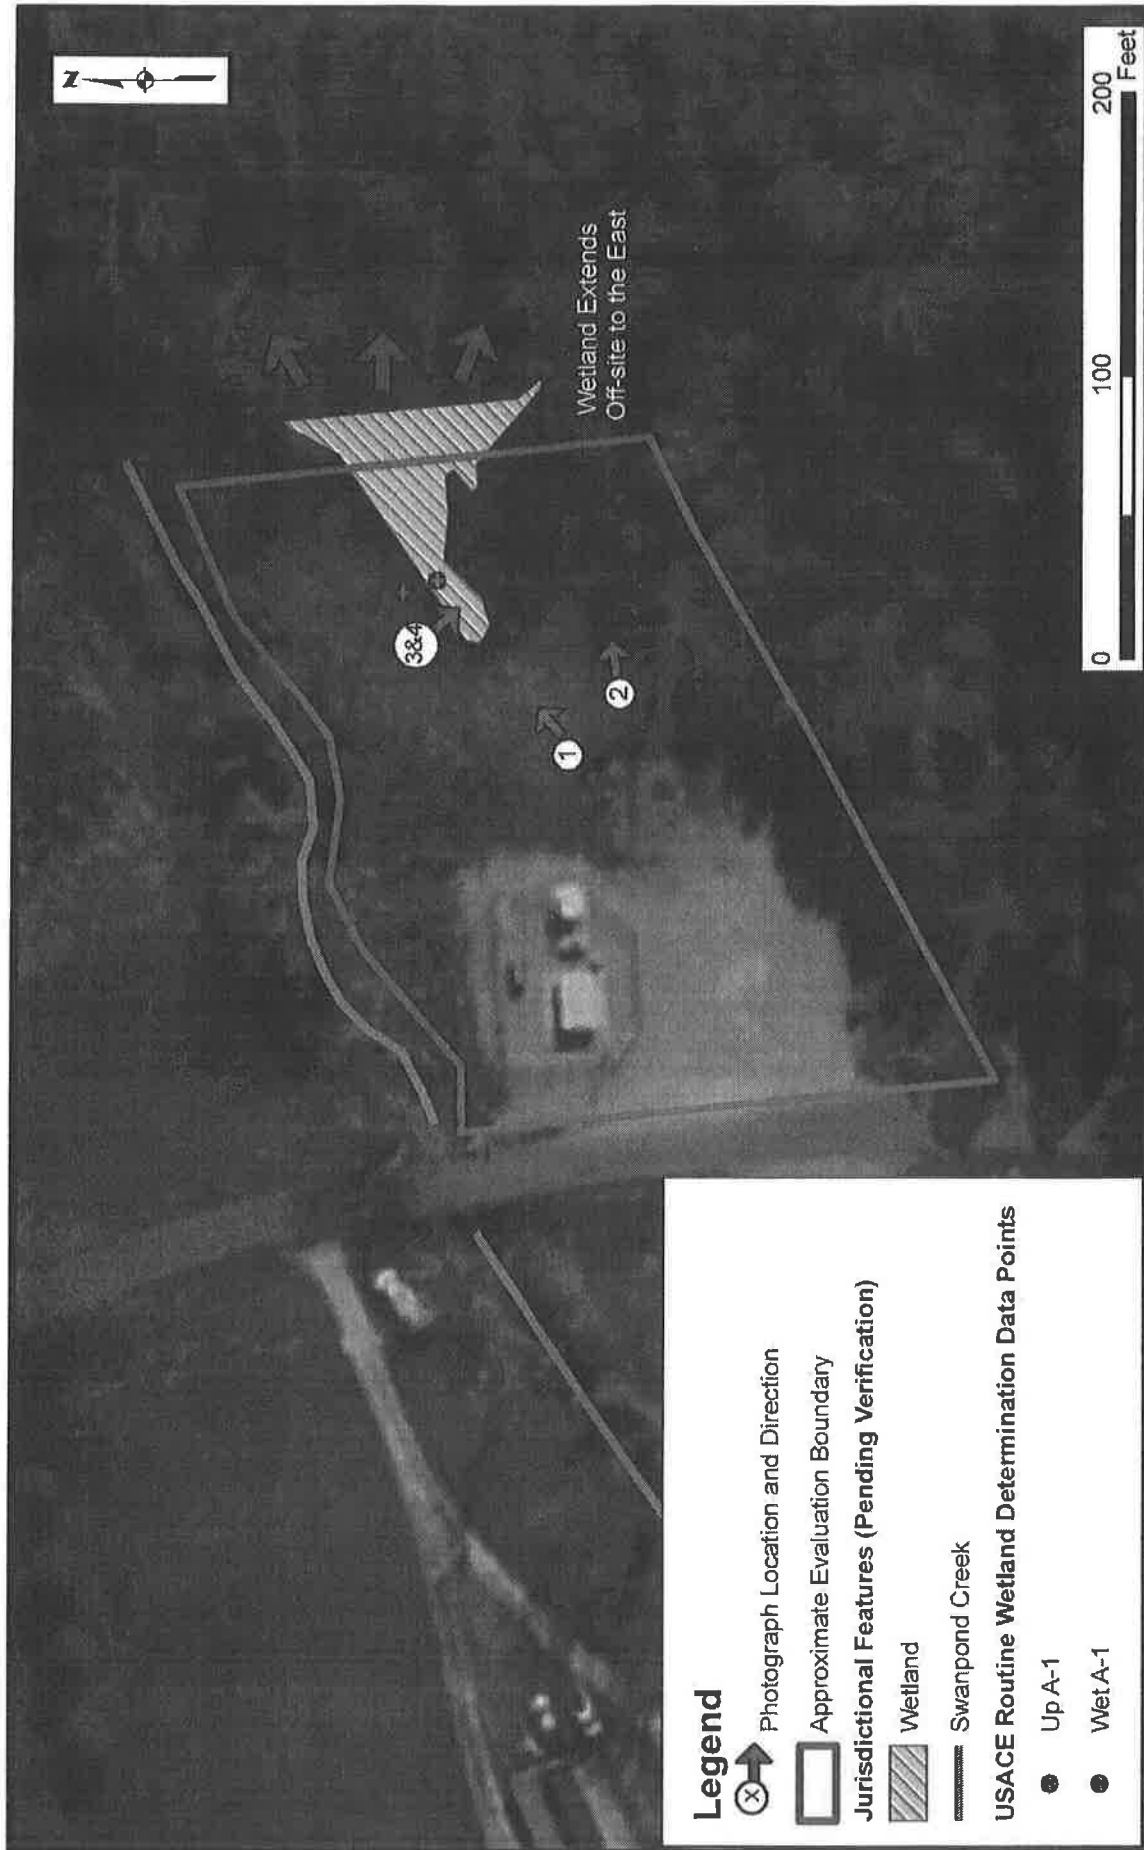 N
3&4
1
2
Wetland Extends
Off-site to the East
Legend
X
Photograph Location and Direction
Approximate Evaluation Boundary
Jurisdictional Features (Pending Verification)
Wetland
Swanpond Creek
USACE Routine Wetland Determination Data Points
Up A-1
Wet A-1
0 100 200
Feet